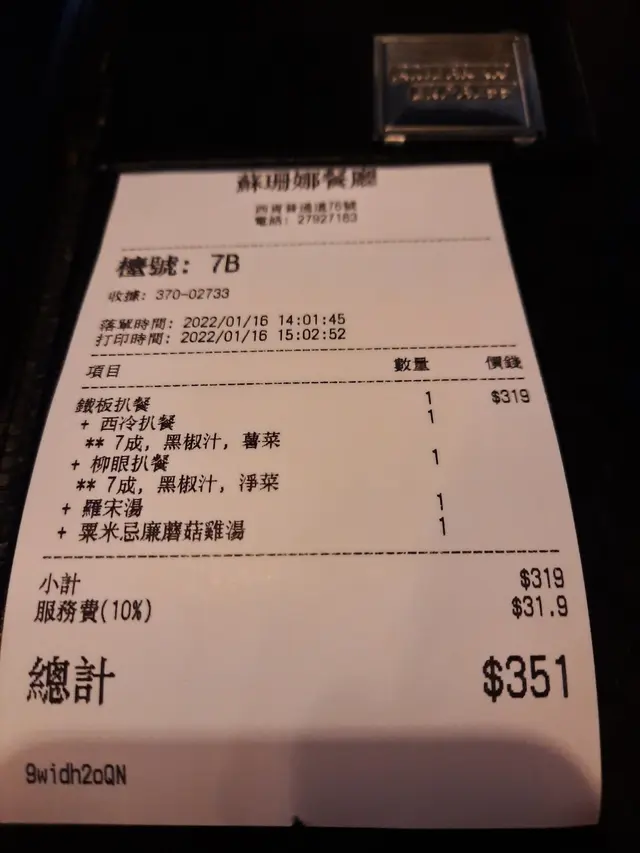 蘇珊娜餐廳
西貢普通道76號
電話: 27927183
檯號: 7B
收據: 370-02733
落單時間: 2022/01/16 14:01:45
打印時間: 2022/01/16 15:02:52
項目 數量 價錢
鐵板扒餐 1 $319
+ 西冷扒餐 1
** 7成, 黑椒汁, 薯菜
+ 柳眼扒餐 1
** 7成, 黑椒汁, 淨菜
+ 羅宋湯 1
+ 粟米忌廉蘑菇雞湯 1
小計 $319
服務費(10%) $31.9
總計 $351
9widh2oQN